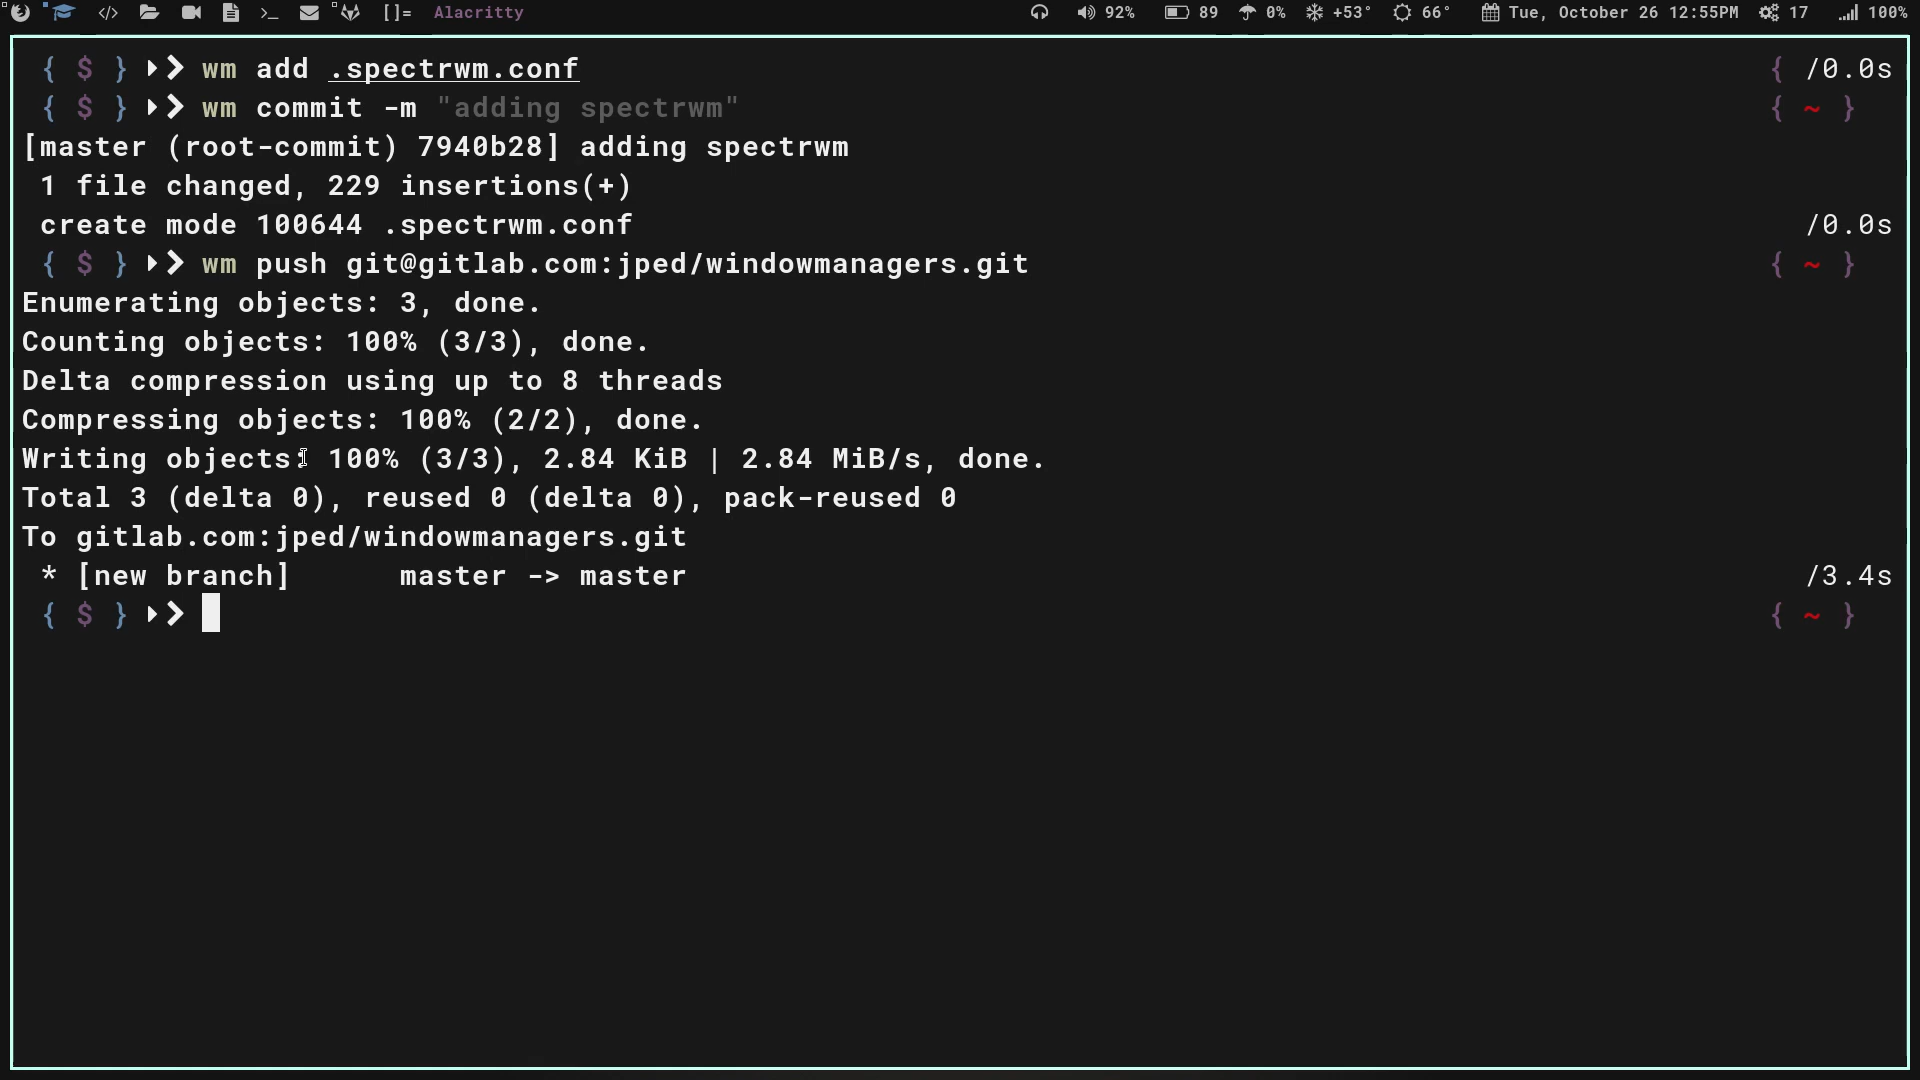 </> >_ []= Alacritty 92% 89 0% +53° 66° Tue, October 26 12:55PM 17 100%
{ $ } wm add .spectrwm.conf { /0.0s
{ $ } wm commit -m "adding spectrwm" { ~ }
[master (root-commit) 7940b28] adding spectrwm
1 file changed, 229 insertions(+)
create mode 100644 .spectrwm.conf /0.0s
{ $ } wm push git@gitlab.com:jped/windowmanagers.git { ~ }
Enumerating objects: 3, done.
Counting objects: 100% (3/3), done.
Delta compression using up to 8 threads
Compressing objects: 100% (2/2), done.
Writing objects: 100% (3/3), 2.84 KiB | 2.84 MiB/s, done.
Total 3 (delta 0), reused 0 (delta 0), pack-reused 0
To gitlab.com:jped/windowmanagers.git
* [new branch] master -> master /3.4s
{ $ } { ~ }